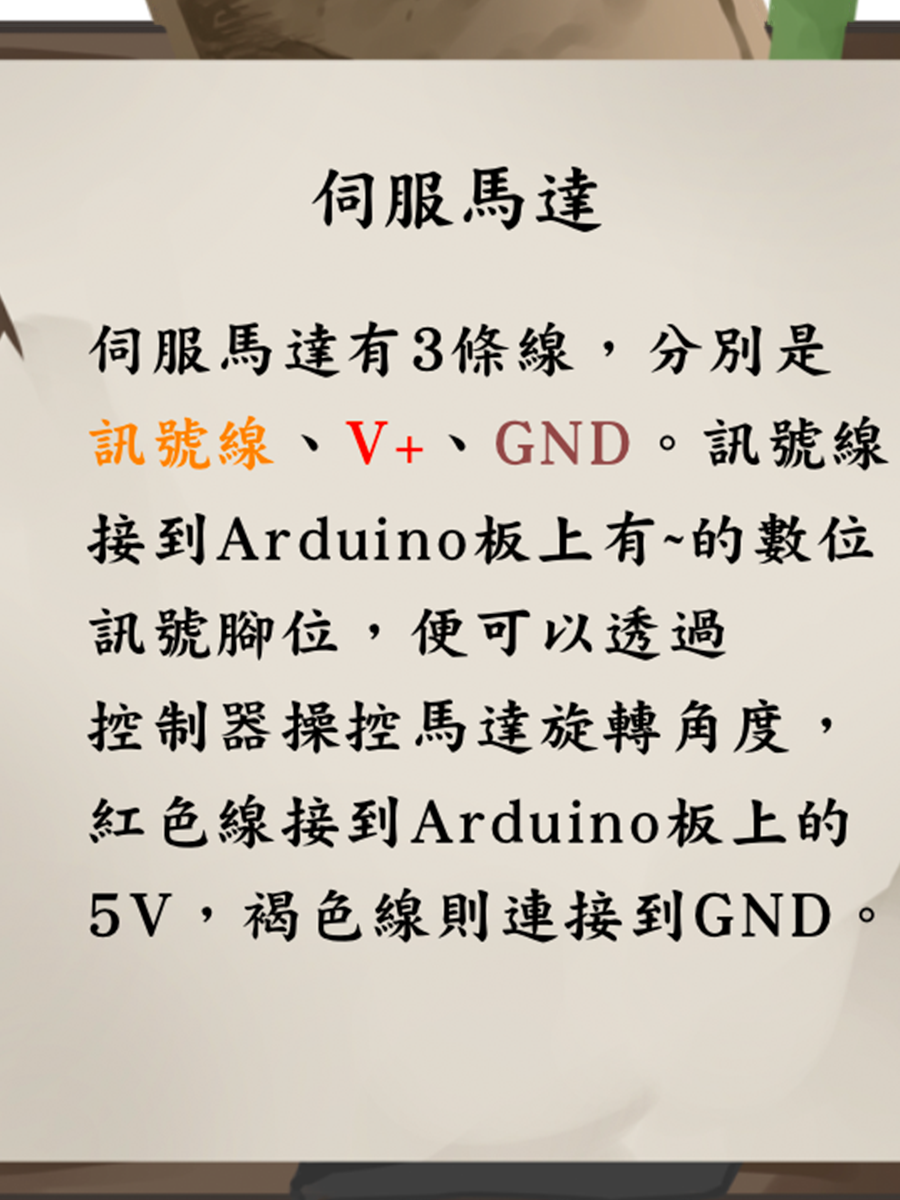 伺服馬達
伺服馬達有3條線，分別是
訊號線、V+、GND。訊號線
接到Arduino板上有~的數位
訊號腳位，便可以透過
控制器操控馬達旋轉角度，
紅色線接到Arduino板上的
5V，褐色線則連接到GND。